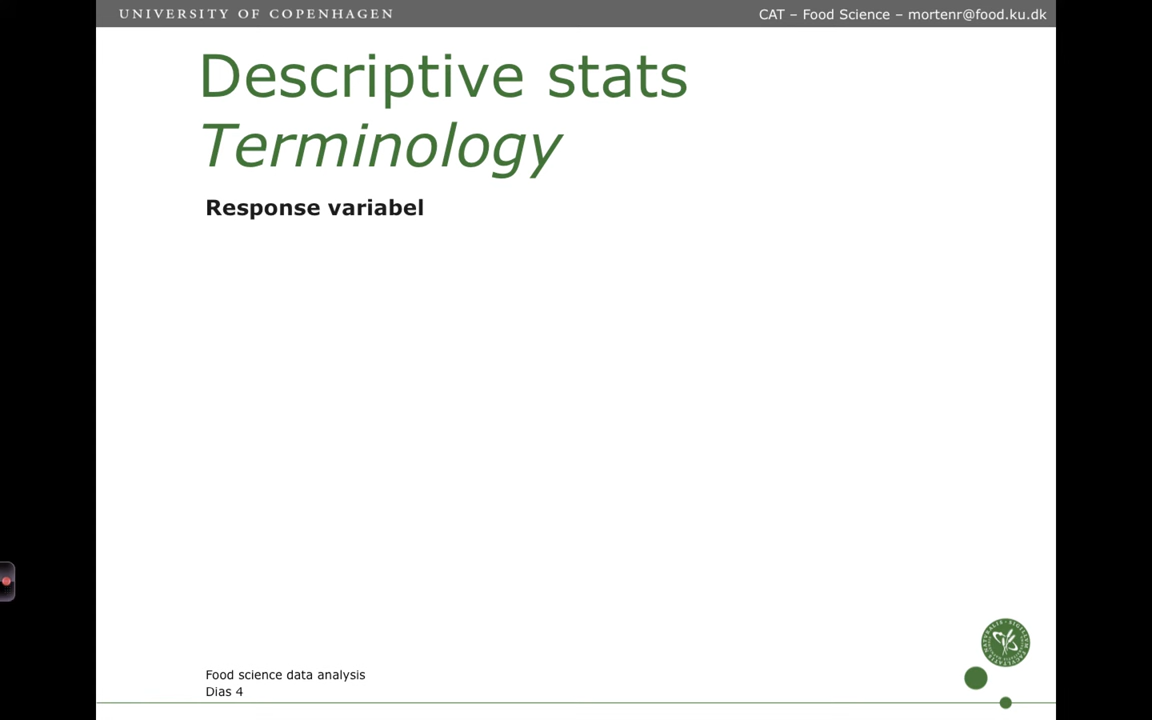 UNIVERSITY OF COPENHAGEN
CAT – Food Science – mortenr@food.ku.dk
Descriptive stats
Terminology
Response variabel
Food science data analysis
Dias 4